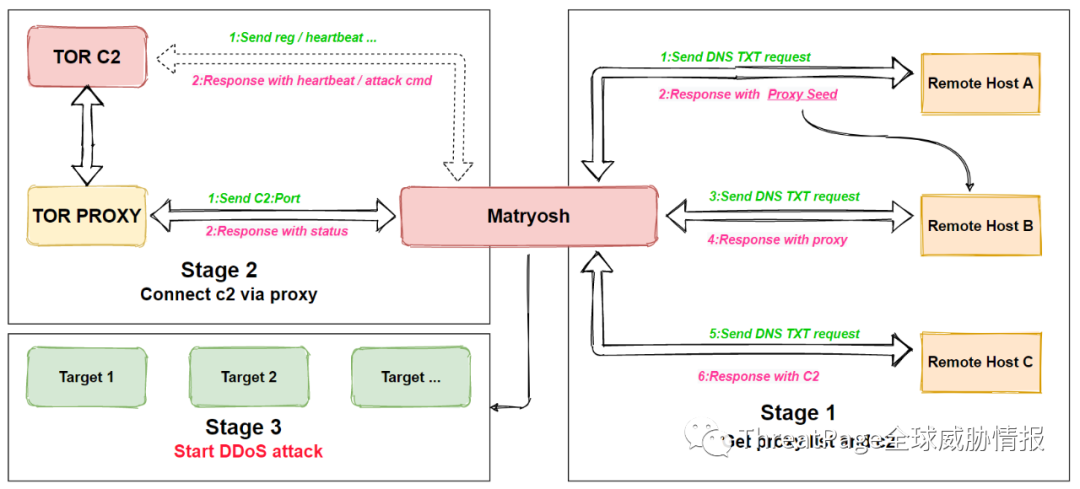 TOR C2
1:Send reg / heartbeat ...
2:Response with heartbeat / attack cmd
TOR PROXY
1:Send C2:Port
2:Response with status
Stage 2
Connect c2 via proxy
Matryosh
1:Send DNS TXT request
2:Response with Proxy Seed
Remote Host A
3:Send DNS TXT request
4:Response with proxy
Remote Host B
5:Send DNS TXT request
6:Response with C2
Remote Host C
Stage 1
Get proxy list and c2
ThreatPage全球威胁情报
Target 1
Target 2
Target ...
Stage 3
Start DDoS attack